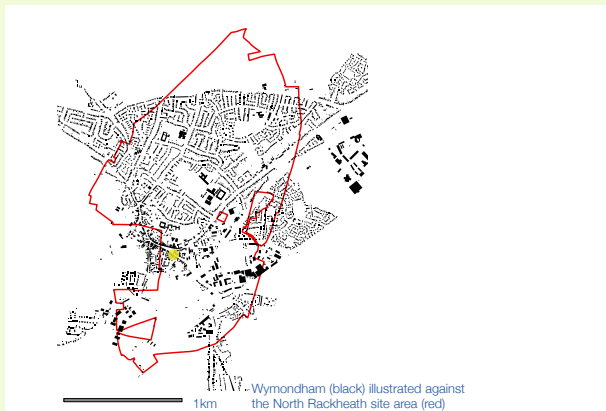 1km
Wymondham (black) illustrated against
the North Rackheath site area (red)